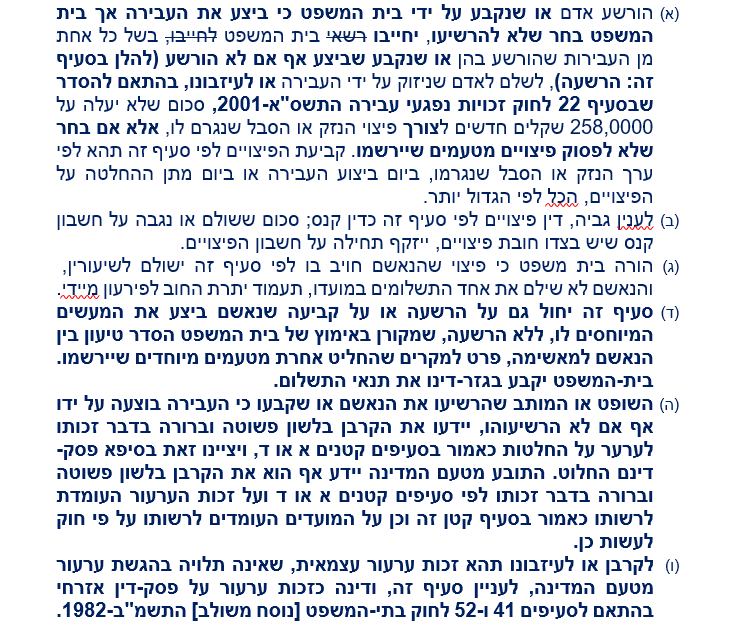 (א) הורשע אדם או שנקבע על ידי בית המשפט כי ביצע את העבירה אך בית
המשפט בחר שלא להרשיעו, יחייבו רשאי בית המשפט לחייבו, בשל כל אחת
מן העבירות שהורשע בהן או שנקבע שביצע אף אם לא הורשע (להלן בסעיף
זה: הרשעה), לשלם לאדם שניזוק על ידי העבירה או לעיזבונו, בהתאם להסדר
שבסעיף 22 לחוק זכויות נפגעי עבירה התשס"א-2001, סכום שלא יעלה על
258,0000 שקלים חדשים לצורך פיצוי הנזק או הסבל שנגרם לו, אלא אם בחר
שלא לפסוק פיצויים מטעמים שיירשמו. קביעת הפיצויים לפי סעיף זה תהא לפי
ערך הנזק או הסבל שנגרמו, ביום ביצוע העבירה או ביום מתן ההחלטה על
הפיצויים, הכל לפי הגדול יותר.
(ב) לענין גביה, דין פיצויים לפי סעיף זה כדין קנס; סכום ששולם או נגבה על חשבון
קנס שיש בצדו חובת פיצויים, ייזקף תחילה על חשבון הפיצויים.
(ג) הורה בית משפט כי פיצוי שהנאשם חויב בו לפי סעיף זה ישולם לשיעורין,
והנאשם לא שילם את אחד התשלומים במועדו, תעמוד יתרת החוב לפירעון מיידי.
(ד) סעיף זה יחול גם על הרשעה או על קביעה שנאשם ביצע את המעשים
המיוחסים לו, ללא הרשעה, שמקורן באימוץ של בית המשפט הסדר טיעון בין
הנאשם למאשימה, פרט למקרים שהחליט אחרת מטעמים מיוחדים שיירשמו.
בית-המשפט יקבע בגזר-דינו את תנאי התשלום.
(ה) השופט או המותב שהרשיעו את הנאשם או שקבעו כי העבירה בוצעה על ידו
אף אם לא הרשיעוהו, יידעו את הקרבן בלשון פשוטה וברורה בדבר זכותו
לערער על החלטות כאמור בסעיפים קטנים א או ד, ויציינו זאת בסיפא פסק-
דינם החלוט. התובע מטעם המדינה יידע אף הוא את הקרבן בלשון פשוטה
וברורה בדבר זכותו לפי סעיפים קטנים א או ד ועל זכות הערעור העומדת
לרשותו כאמור בסעיף קטן זה וכן על המועדים העומדים לרשותו על פי חוק
לעשות כן.
(ו) לקרבן או לעיזבונו תהא זכות ערעור עצמאית, שאינה תלויה בהגשת ערעור
מטעם המדינה, לעניין סעיף זה, ודינה כזכות ערעור על פסק-דין אזרחי
בהתאם לסעיפים 41 ו-52 לחוק בתי-המשפט [נוסח משולב] התשמ"ב-1982.